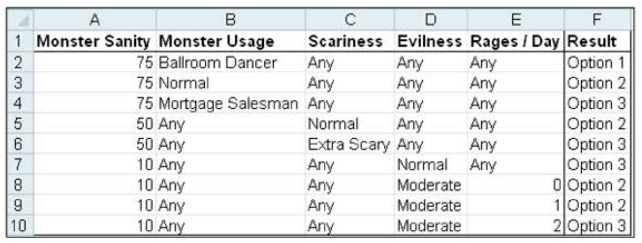 A B C D E F
1 Monster Sanity Monster Usage Scariness Evilness Rages / Day Result
2 75 Ballroom Dancer Any Any Any Option 1
3 75 Normal Any Any Any Option 2
4 75 Mortgage Salesman Any Any Any Option 3
5 50 Any Normal Any Any Option 2
6 50 Any Extra Scary Any Any Option 3
7 10 Any Any Normal Any Option 3
8 10 Any Any Moderate 0 Option 2
9 10 Any Any Moderate 1 Option 2
10 10 Any Any Moderate 2 Option 3